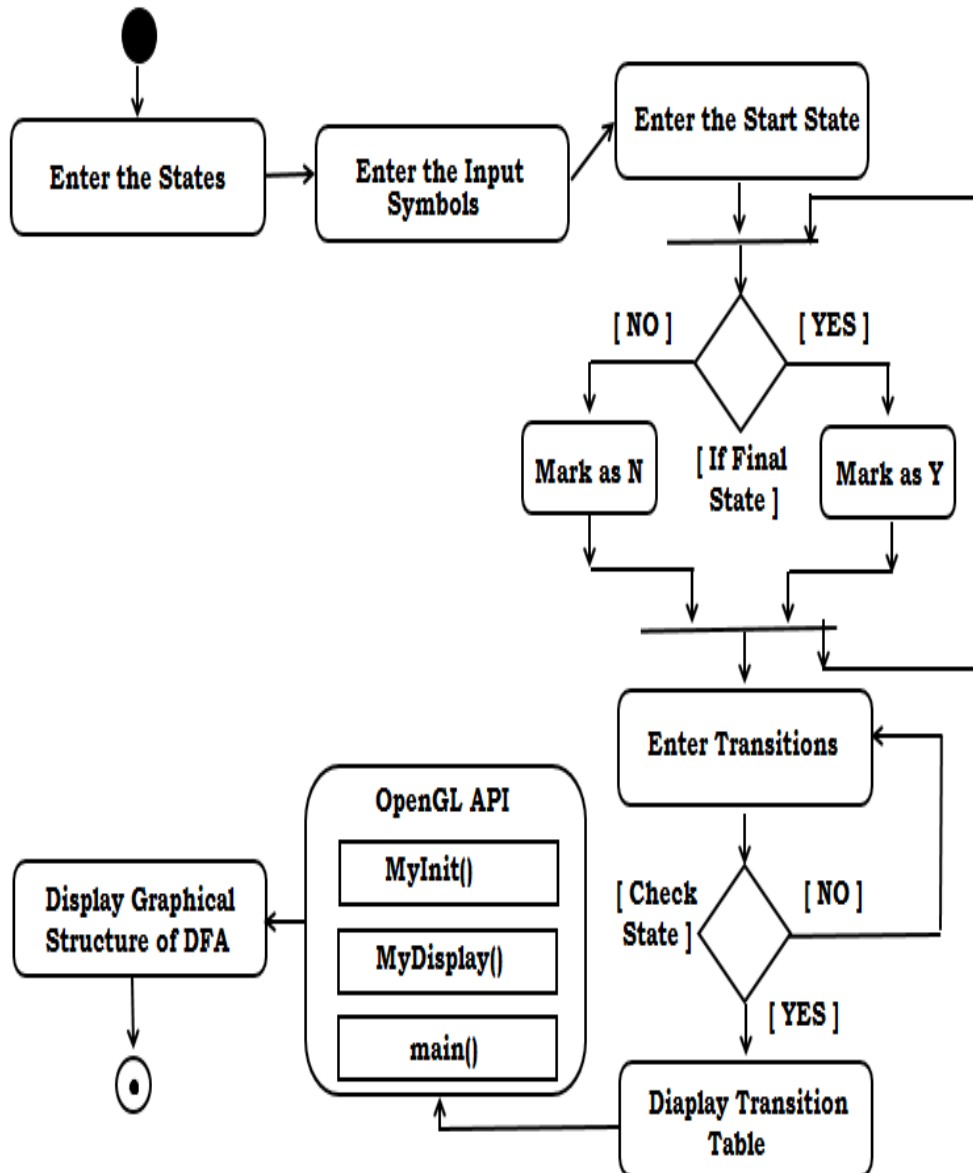 Enter the States
Enter the Input
Symbols
Enter the Start State
[ NO ]
[ YES ]
[ If Final
State ]
Mark as N
Mark as Y
Enter Transitions
[ Check
State ]
[ NO ]
[ YES ]
Diaplay Transition
Table
OpenGL API
MyInit()
MyDisplay()
main()
Display Graphical
Structure of DFA